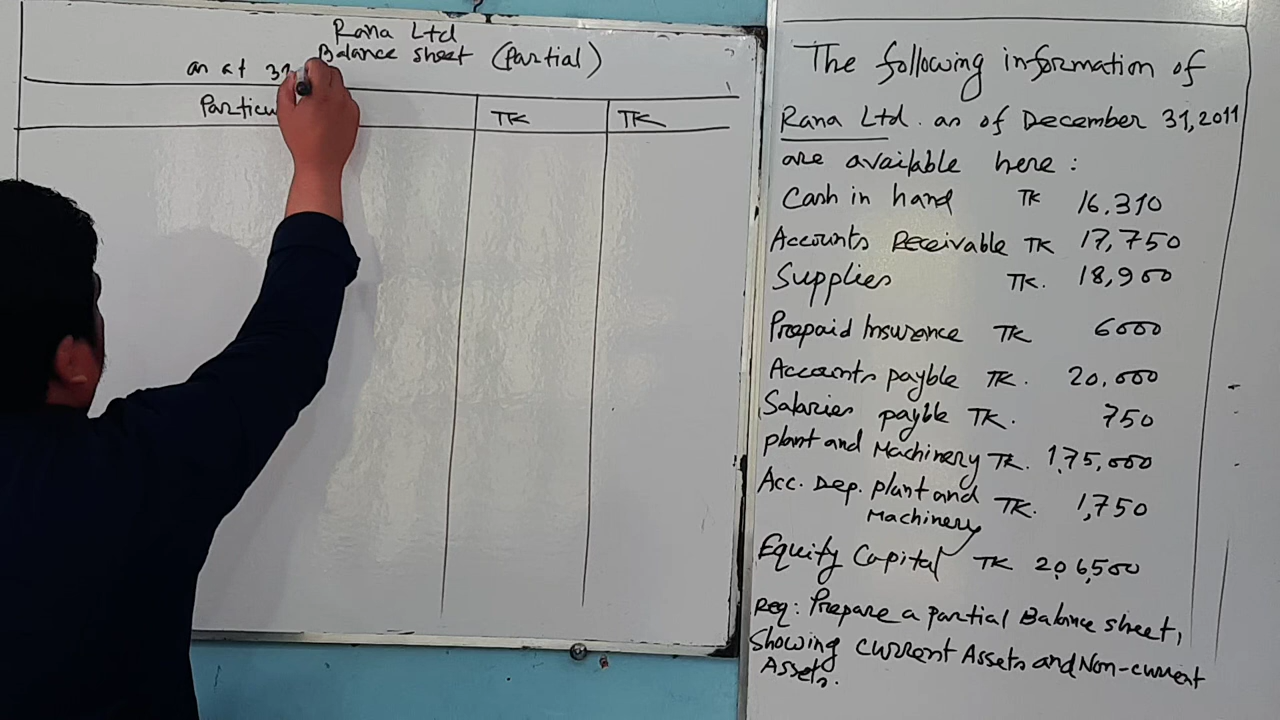 Rana Ltd
Balance sheet (Partial)
as at 31
Particu
TK
TK
The following information of
Rana Ltd. as of December 31, 2011
are available here:
Cash in hand TK 16,310
Accounts Receivable TK 17,750
Supplies TK. 18,900
Prepaid Insurance TK 6000
Accounts payble TK. 20,000
Salaries payble TK. 750
plant and Machinery TK. 1,75,000
Acc. Dep. plant and TK. 1,750
Machinery
Equity Capital TK 2,06,500
Req: Prepare a partial Balance sheet,
Showing current Assets and Non-current
Assets.